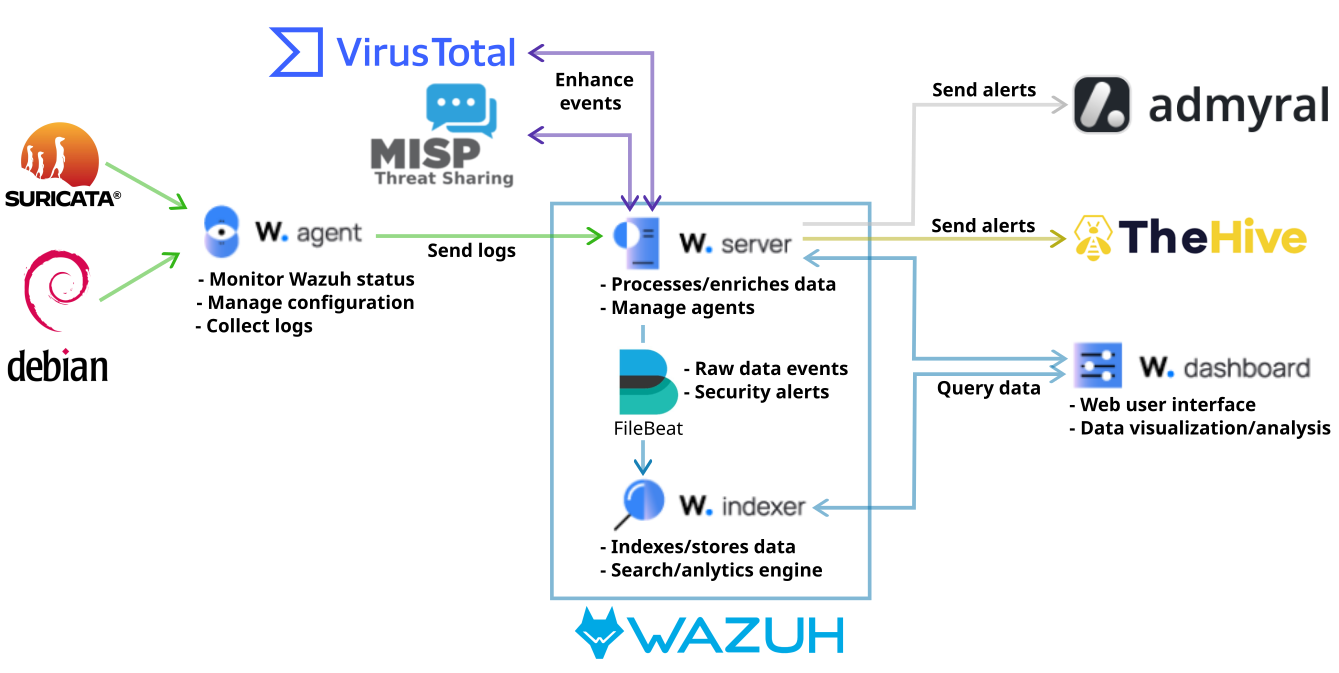 VirusTotal
Enhance
events
MISP
Threat Sharing
Send alerts
admyral
SURICATA®
W. agent
Send logs
- Monitor Wazuh status
- Manage configuration
- Collect logs
debian
W. server
- Processes/enriches data
- Manage agents
Send alerts
TheHive
- Raw data events
- Security alerts
FileBeat
Query data
W. dashboard
- Web user interface
- Data visualization/analysis
W. indexer
- Indexes/stores data
- Search/anlytics engine
WAZUH